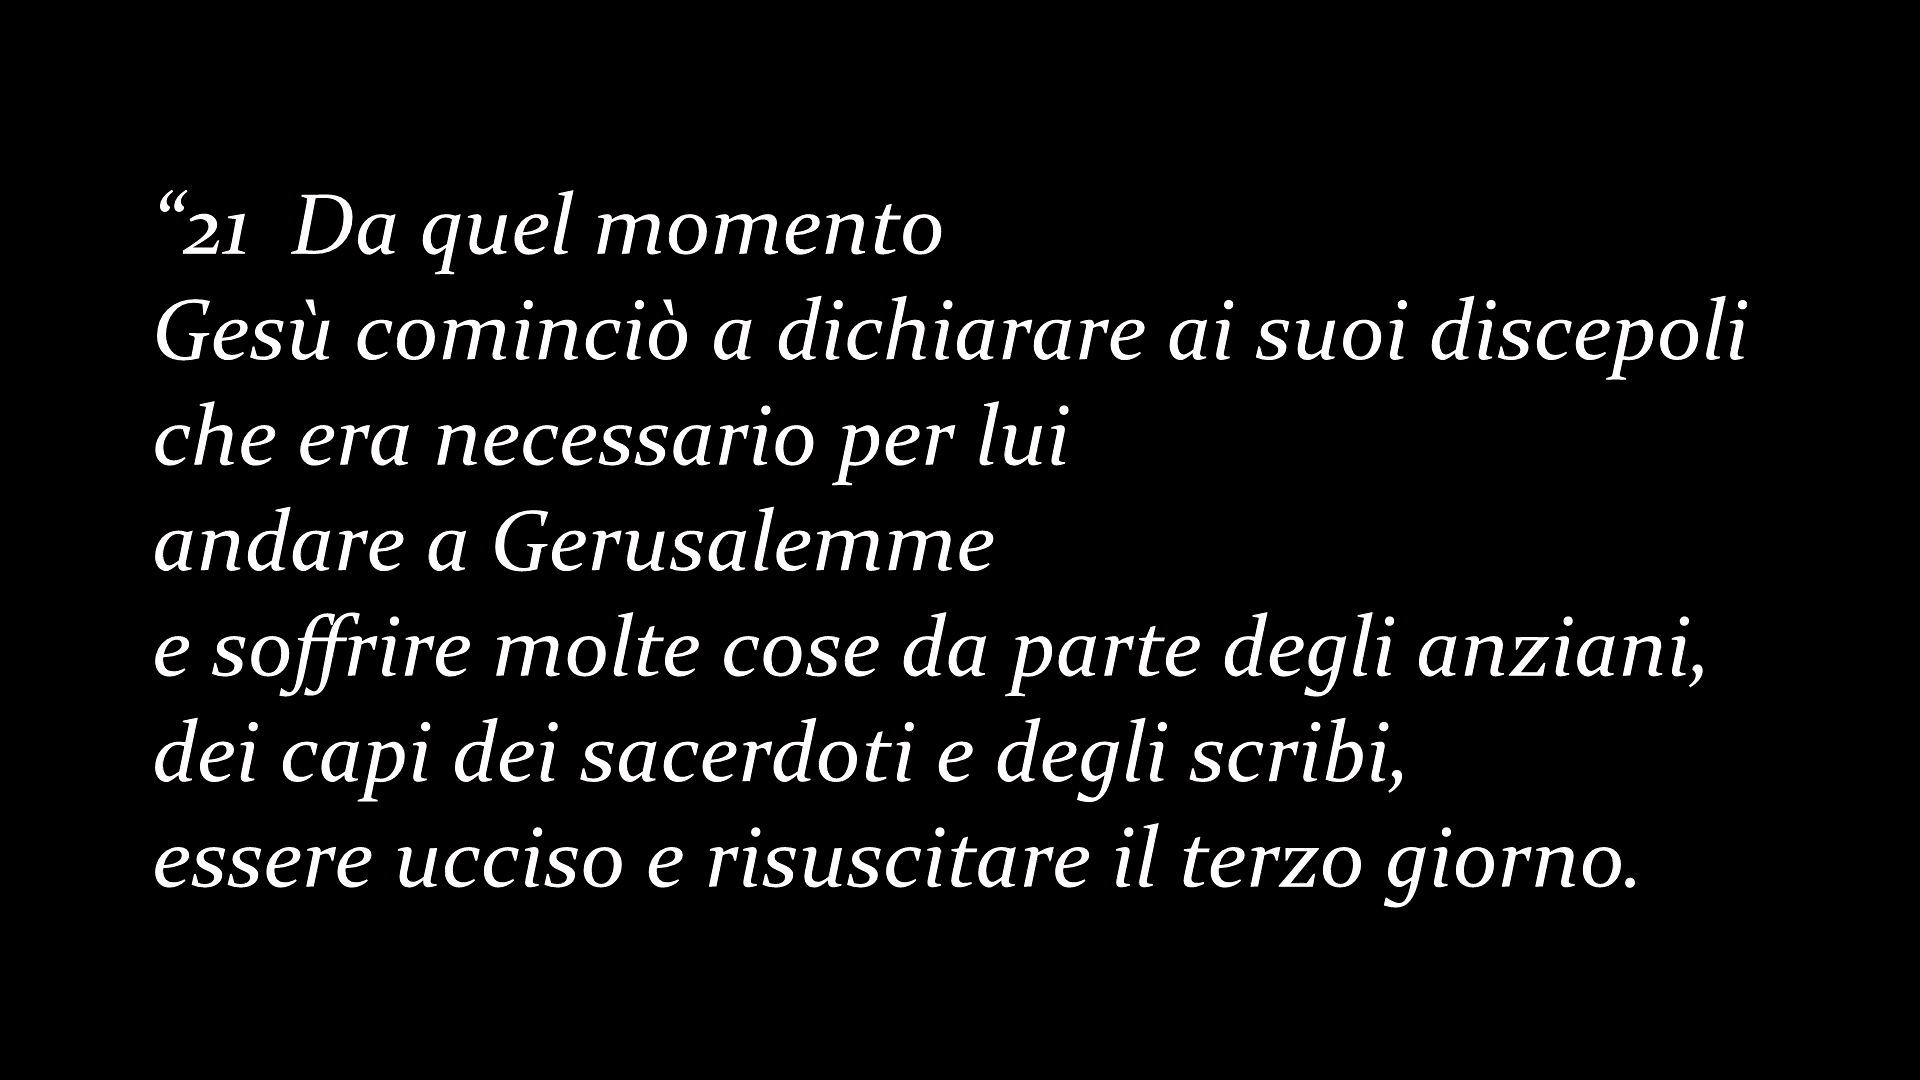 “21  Da quel momento
Gesù cominciò a dichiarare ai suoi discepoli
che era necessario per lui
andare a Gerusalemme
e soffrire molte cose da parte degli anziani,
dei capi dei sacerdoti e degli scribi,
essere ucciso e risuscitare il terzo giorno.